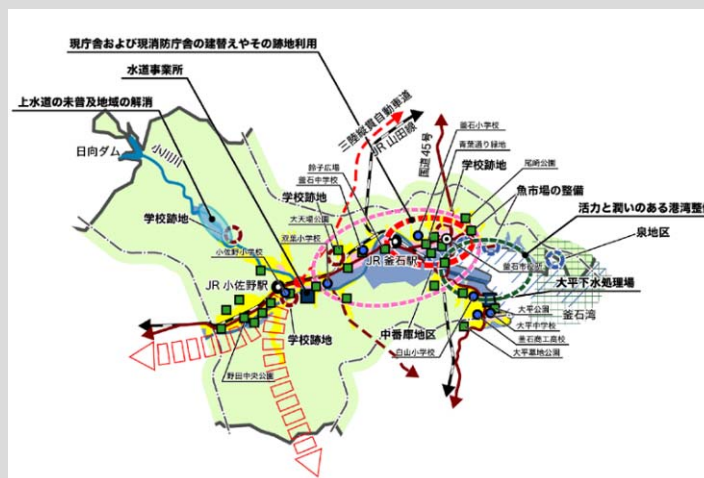 現庁舎および現消防庁舎の建替えやその跡地利用
水道事業所
上水道の未普及地域の解消
日向ダム
小川川
三陸縦貫自動車道
JR 山田線
国道45号
釜石小学校
青葉通り緑地
学校跡地
尾崎公園
鈴子広場
釜石中学校
学校跡地
大天場公園
双葉小学校
魚市場の整備
活力と潤いのある港湾整備
泉地区
学校跡地
小佐野小学校
JR 釜石駅
釜石市役所
JR 小佐野駅
大平下水処理場
釜石湾
大平公園
大平中学校
釜石商工高校
中番庫地区
白山小学校
大平墓地公園
学校跡地
野田中央公園